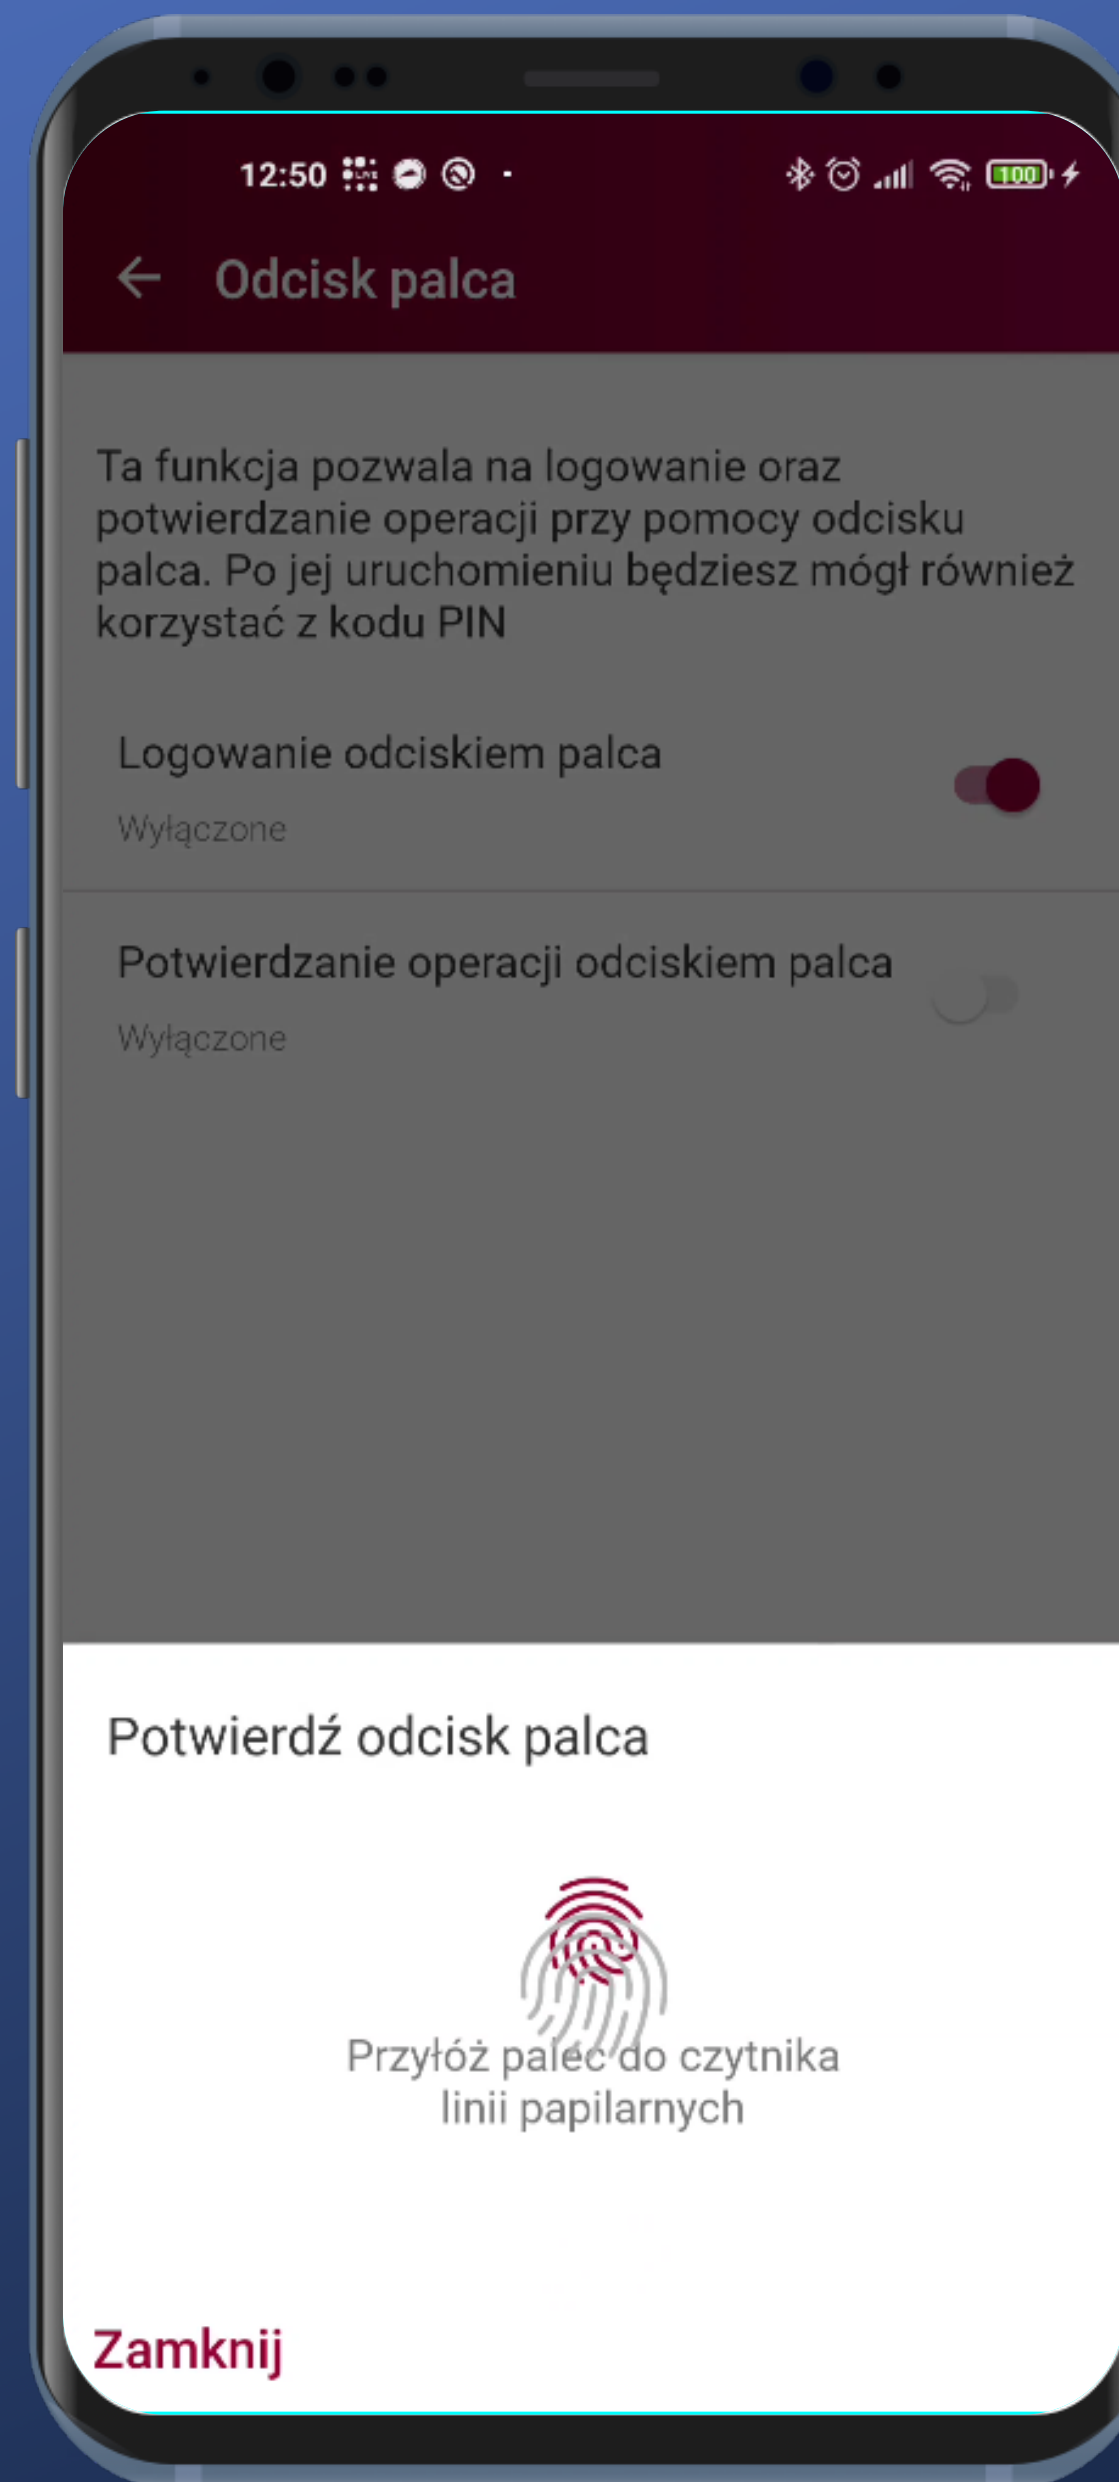 12:50
100
Odcisk palca
Ta funkcja pozwala na logowanie oraz
potwierdzanie operacji przy pomocy odcisku
palca. Po jej uruchomieniu będziesz mógł również
korzystać z kodu PIN
Logowanie odciskiem palca
Wyłączone
Potwierdzanie operacji odciskiem palca
Wyłączone
Potwierdź odcisk palca
Przyłóż palec do czytnika
linii papilarnych
Zamknij